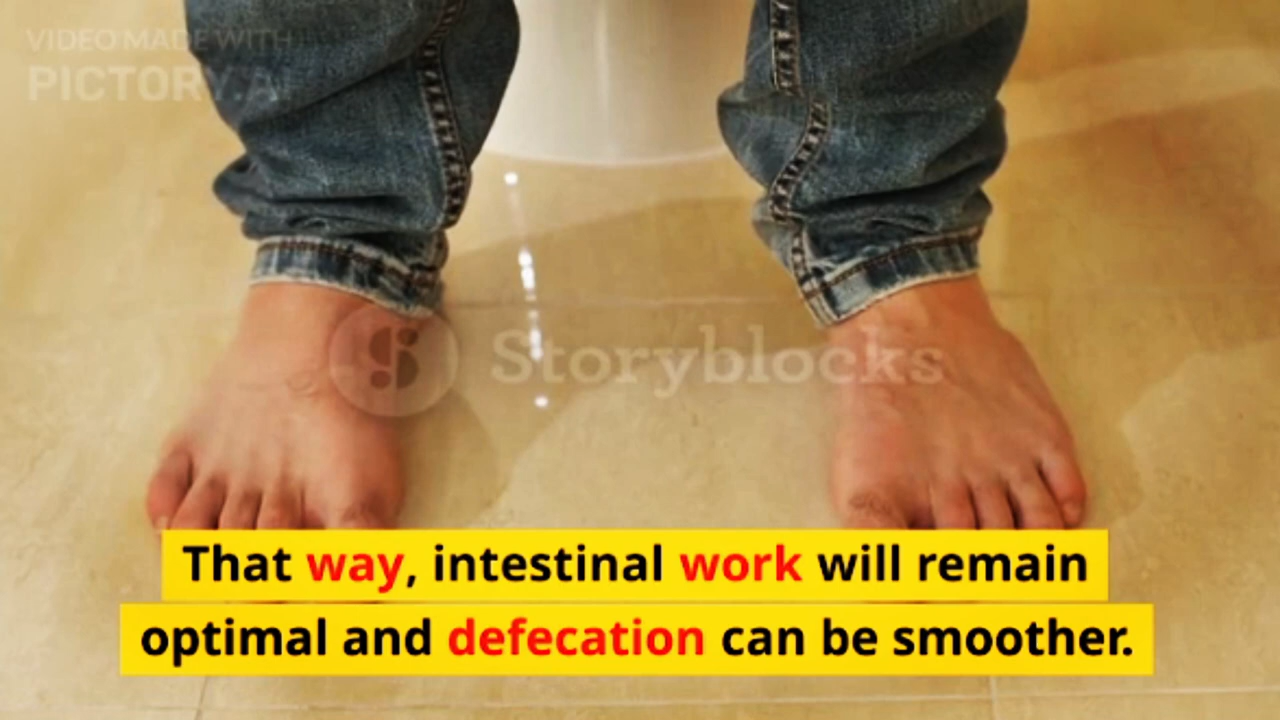 VIDEO MADE WITH
PICTORY.AI
Storyblocks
That way, intestinal work will remain
optimal and defecation can be smoother.